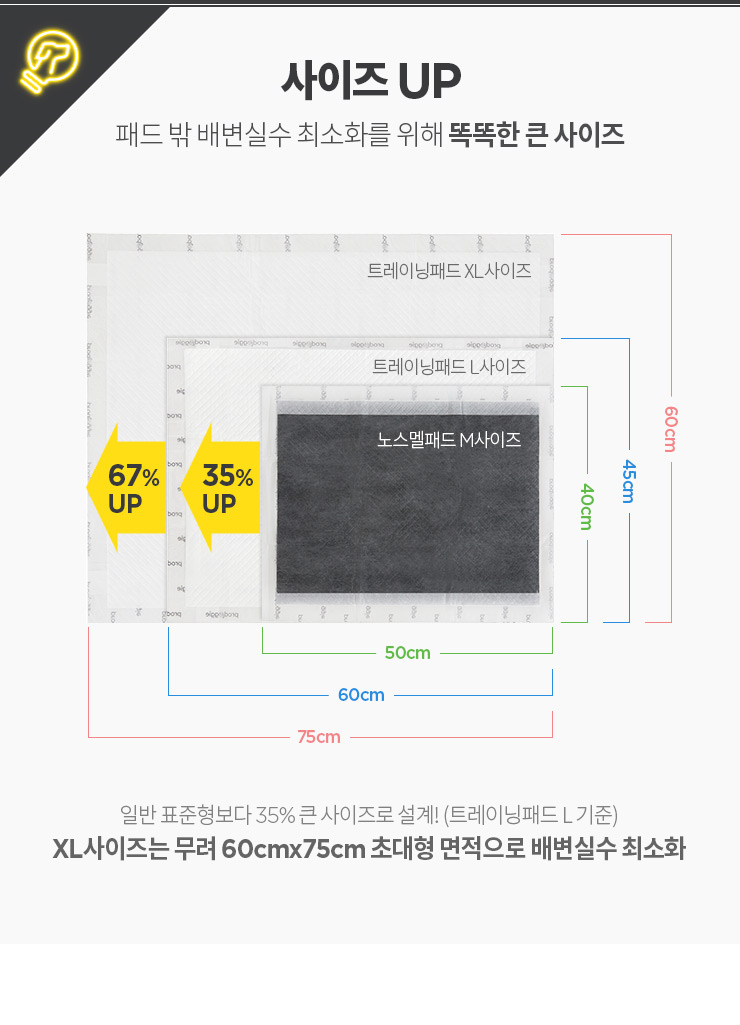 사이즈 UP
패드 밖 배변실수 최소화를 위해 똑똑한 큰 사이즈
트레이닝패드 XL사이즈
트레이닝패드 L사이즈
노스멜패드 M사이즈
67% UP
35% UP
60cm
45cm
40cm
50cm
60cm
75cm
일반 표준형보다 35% 큰 사이즈로 설계! (트레이닝패드 L 기준)
XL사이즈는 무려 60cmx75cm 초대형 면적으로 배변실수 최소화